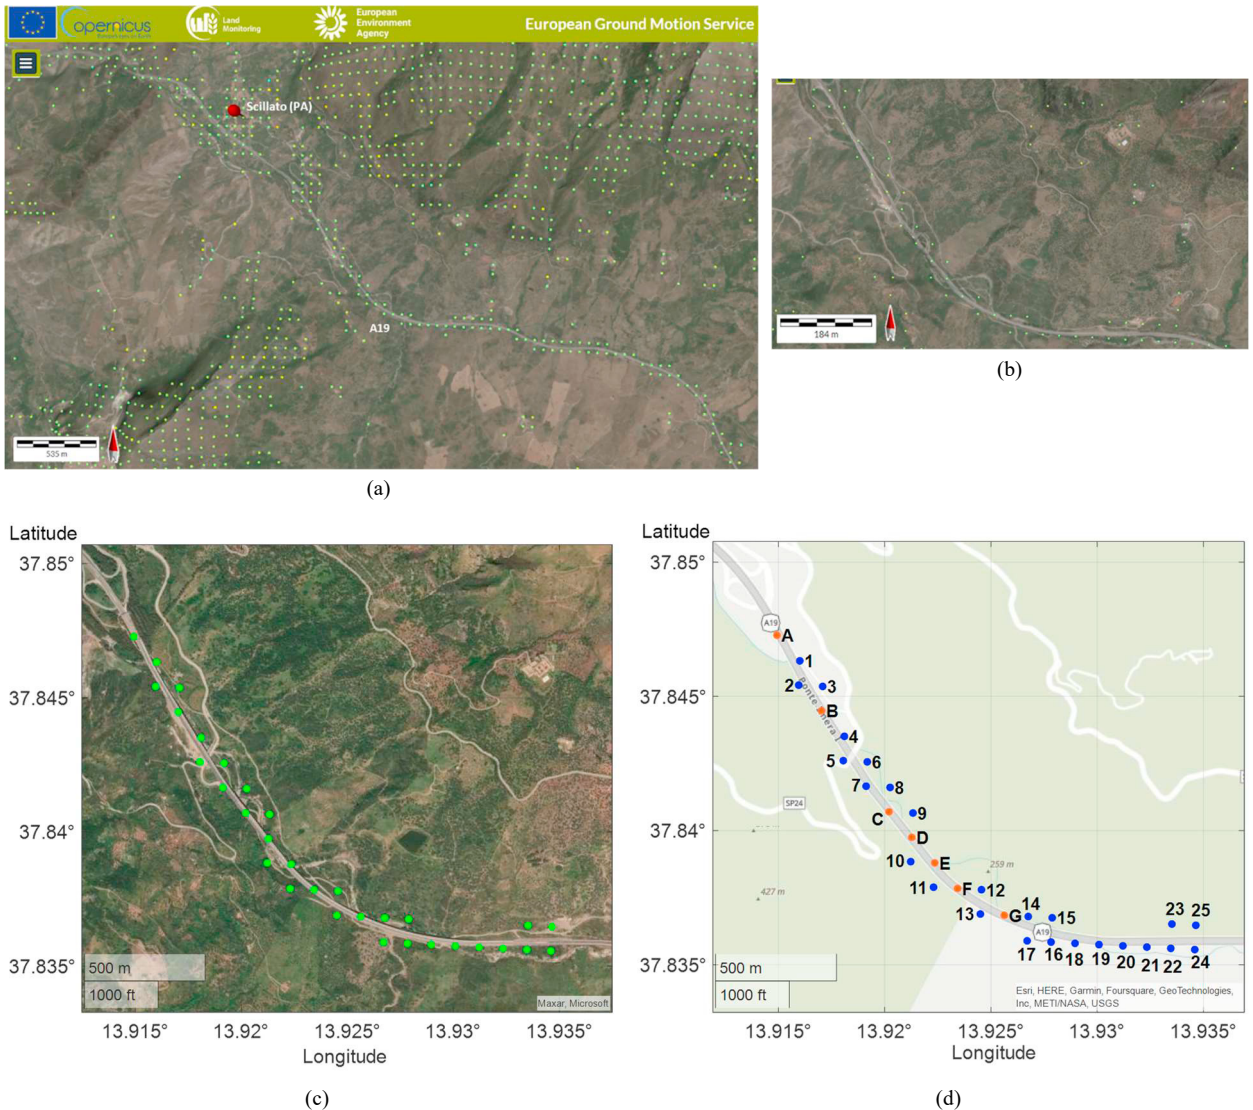 opernicus
Europe's eyes on Earth
Land
Monitoring
European
Environment
Agency
European Ground Motion Service
Scillato (PA)
A19
535 m
(a)
184 m
(b)
Latitude
37.85°
37.845°
37.84°
37.835°
500 m
1000 ft
Maxar, Microsoft
13.915°
13.92°
13.925°
13.93°
13.935°
Longitude
(c)
Latitude
37.85°
37.845°
37.84°
37.835°
A19
A
1
2
3
B
4
5
6
7
8
C
9
D
10
E
11
F
12
13
G
14
15
A19
17
16
18
19
20
21
22
23
24
25
SP24
259 m
427 m
500 m
1000 ft
Esri, HERE, Garmin, Foursquare, GeoTechnologies,
Inc, METI/NASA, USGS
13.915°
13.92°
13.925°
13.93°
13.935°
Longitude
(d)